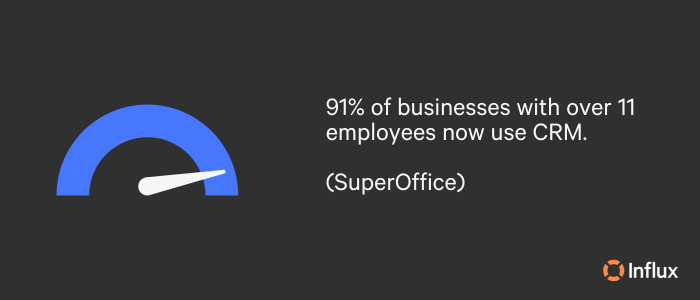 91% of businesses with over 11
employees now use CRM.
(SuperOffice)
Influx